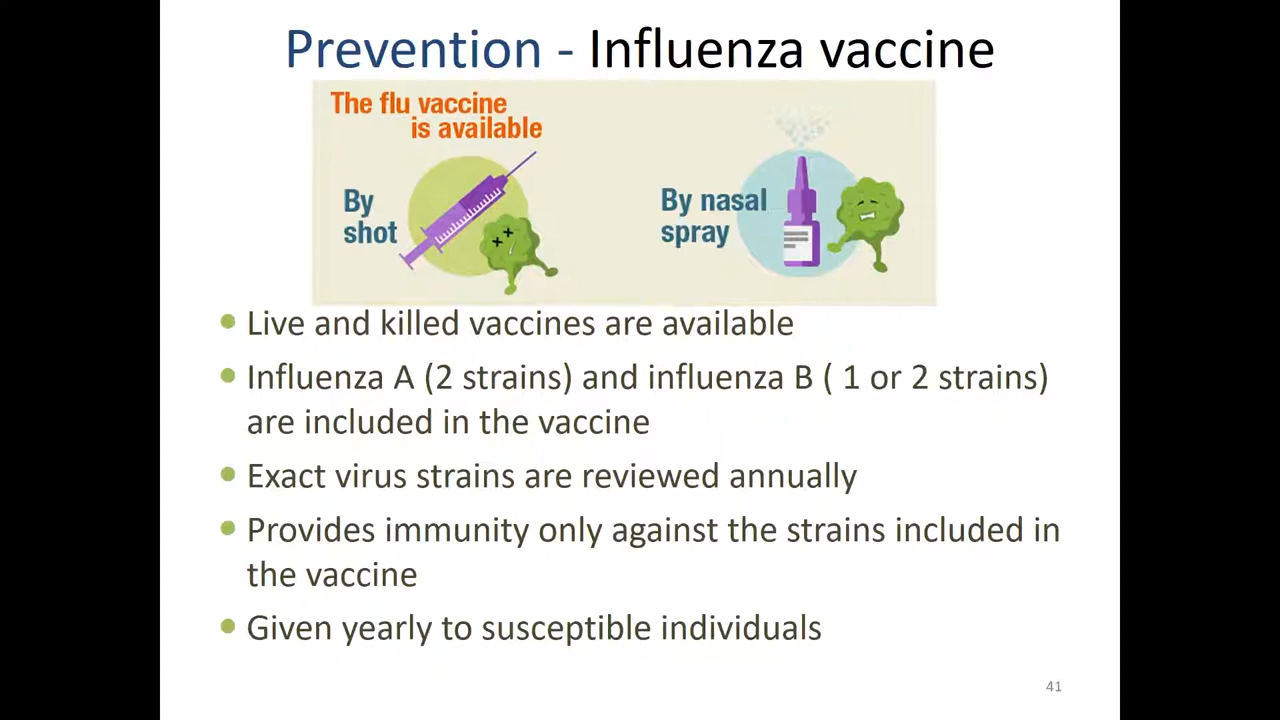 Prevention - Influenza vaccine
The flu vaccine
is available
By
shot
By nasal
spray
• Live and killed vaccines are available
• Influenza A (2 strains) and influenza B ( 1 or 2 strains)
are included in the vaccine
• Exact virus strains are reviewed annually
• Provides immunity only against the strains included in
the vaccine
• Given yearly to susceptible individuals
41